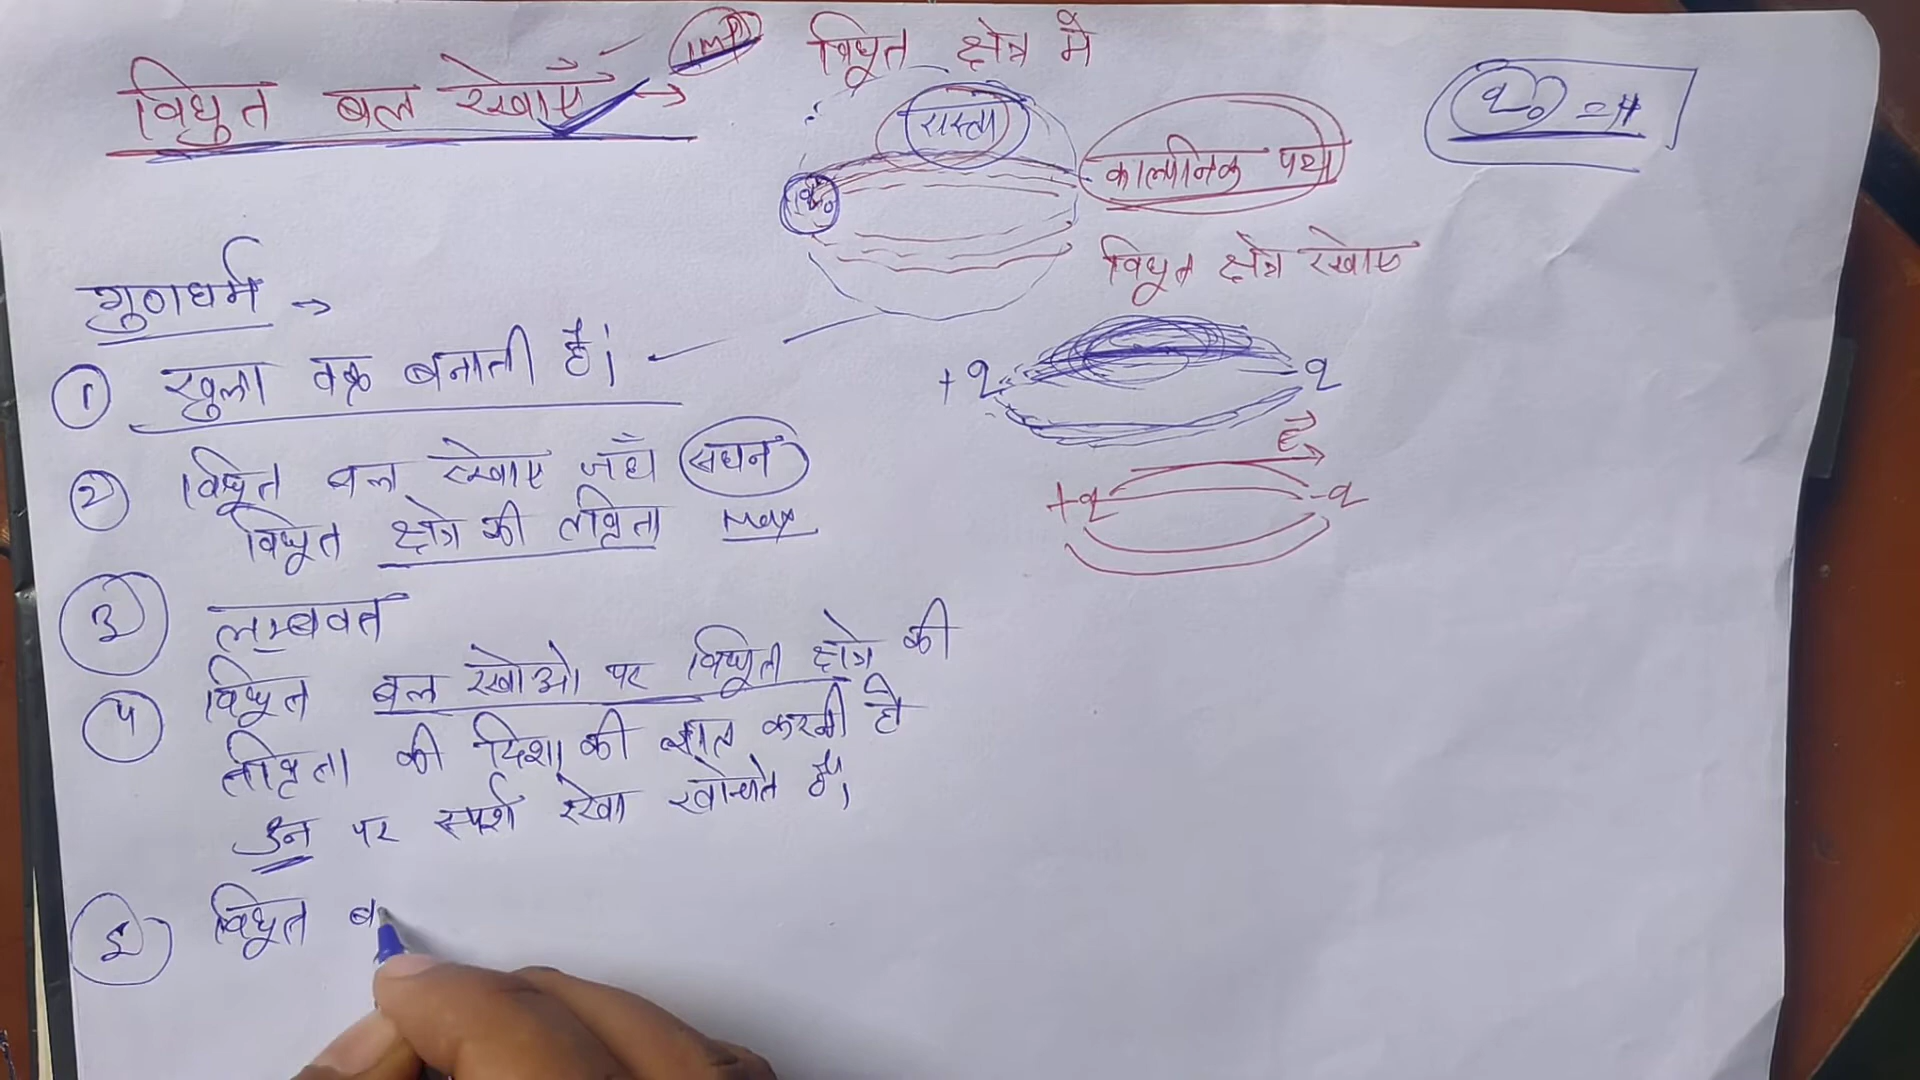 विधुत बल रेखाएँ →
IMP
विधुत क्षेत्र में
रास्ता
काल्पनिक पथ
q₀ =
विधुत क्षेत्र रेखाए
गुणधर्म →
① खुला वक्र बनाती है।
② विधुत बल रेखाए जहाँ सघन
विधुत क्षेत्र की तीव्रता Max
③ लम्बवत
④ विधुत बल रेखाओ पर विधुत क्षेत्र की
तीव्रता की दिशा की ज्ञात करनी हो
उन पर स्पर्श रेखा खींचते हैं।
⑤ विधुत ब
+q -q
E
+q -q